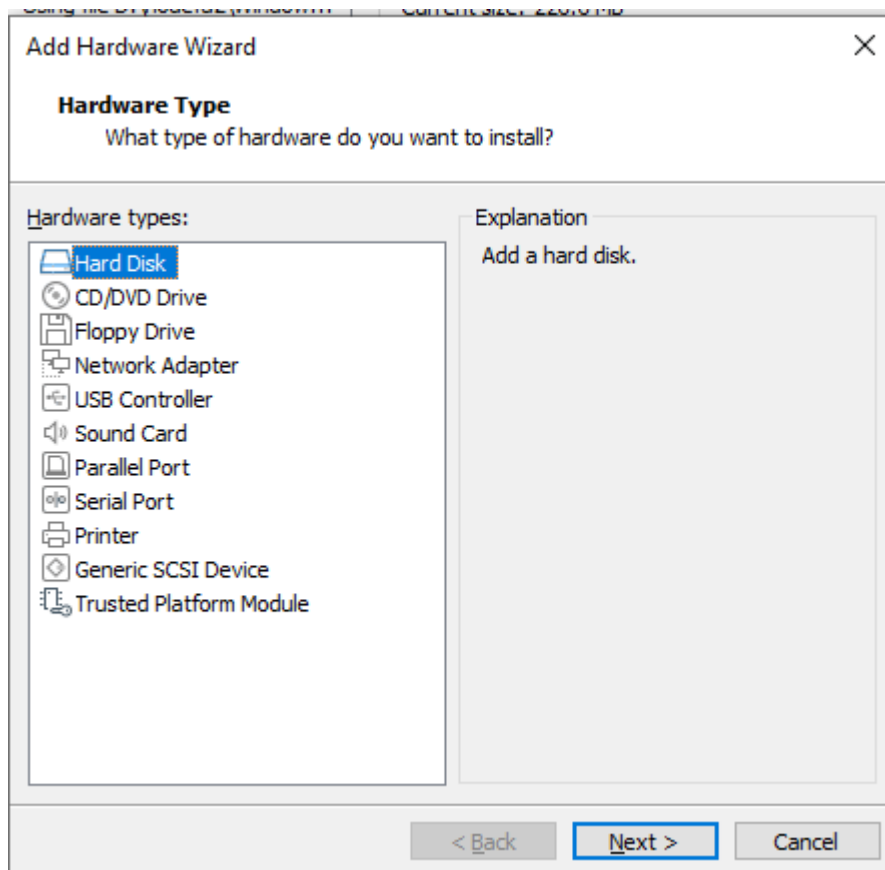 Add Hardware Wizard
Hardware Type
What type of hardware do you want to install?
Hardware types:
Explanation
Hard Disk
Add a hard disk.
CD/DVD Drive
Floppy Drive
Network Adapter
USB Controller
Sound Card
Parallel Port
Serial Port
Printer
Generic SCSI Device
Trusted Platform Module
< Back
Next >
Cancel